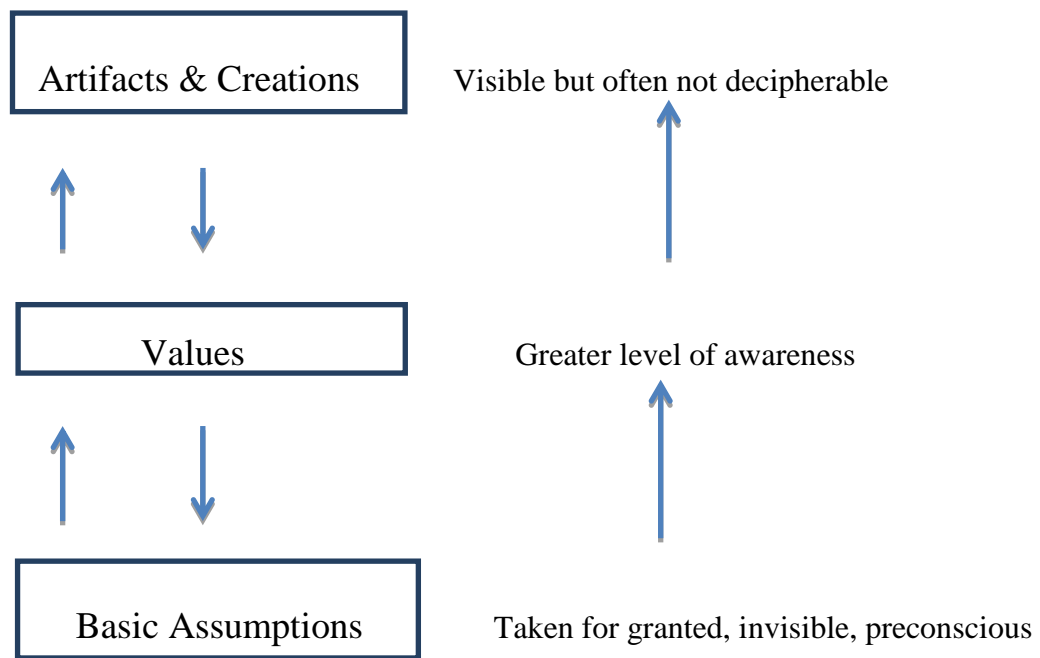 Artifacts & Creations
Visible but often not decipherable
Values
Greater level of awareness
Basic Assumptions
Taken for granted, invisible, preconscious